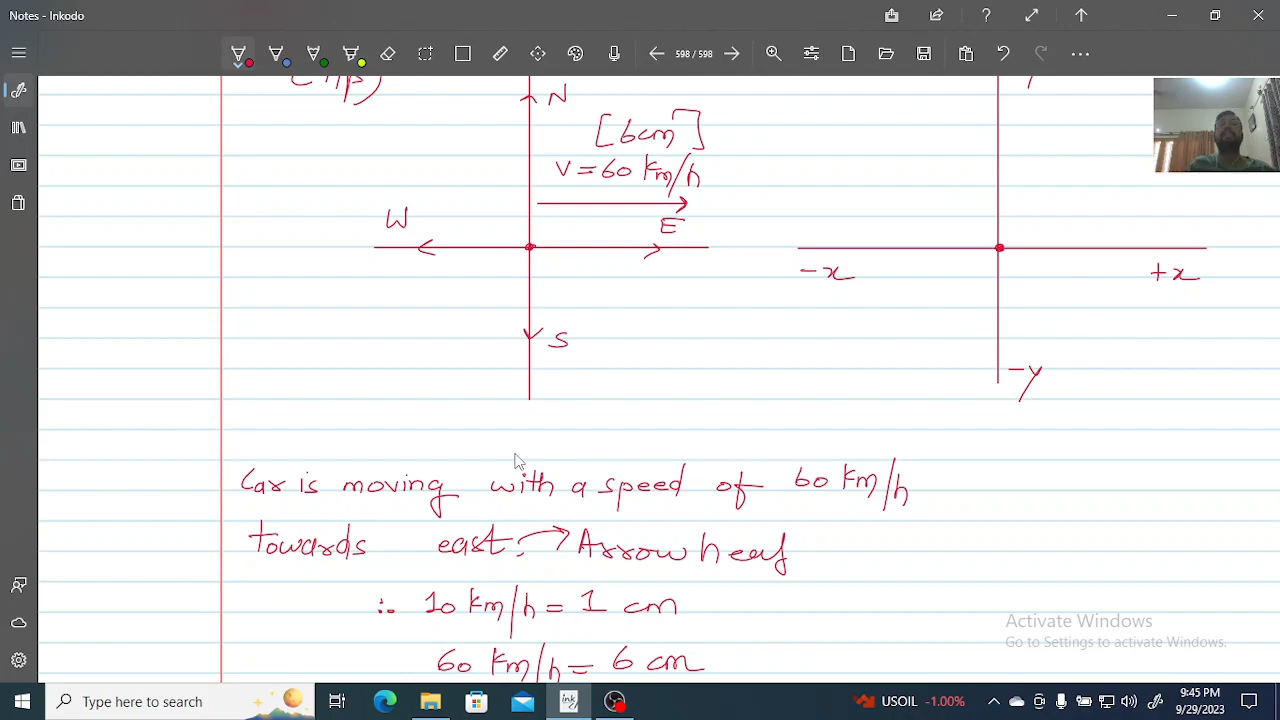 Notes - Inkodo
598 / 598
N
[6cm]
V = 60 km/h
W
E
S
-x
+x
-y
Car is moving with a speed of 60 km/h
towards east. → Arrow heaf
∴ 10 km/h = 1 cm
60 km/h = 6 cm
Activate Windows
Go to Settings to activate Windows.
Type here to search
ink
USOIL -1.00%
9:45 PM
9/29/2023